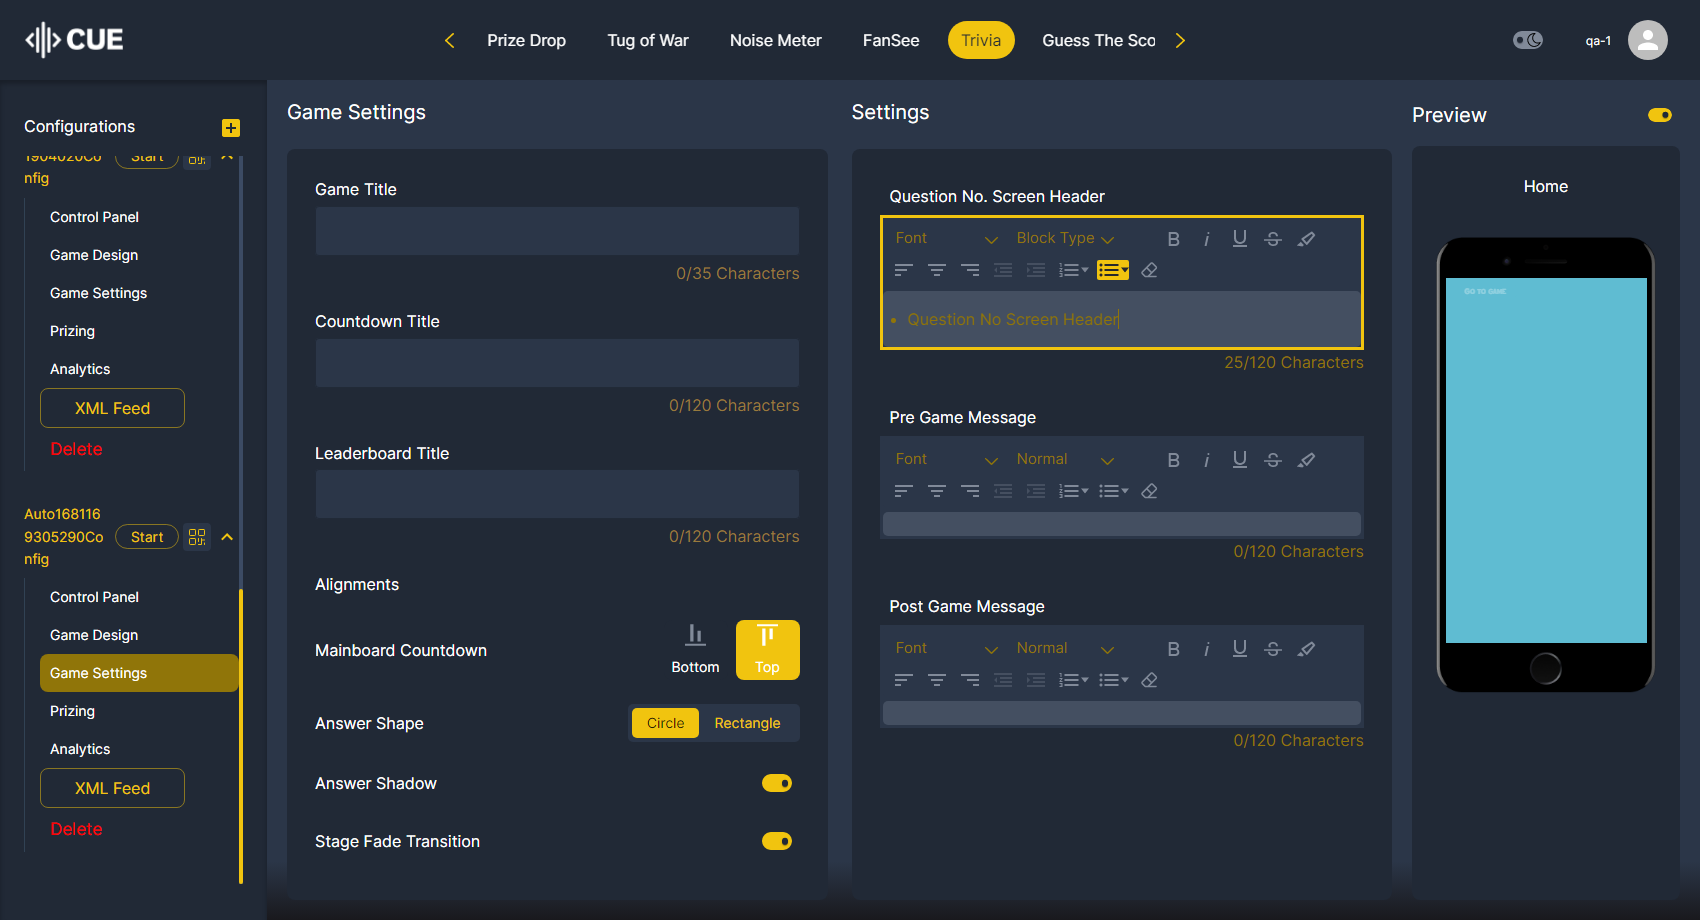 CUE
Prize Drop
Tug of War
Noise Meter
FanSee
Trivia
Guess The Sco
qa-1
Configurations
1904020Co
nfig
Start
Control Panel
Game Design
Game Settings
Prizing
Analytics
XML Feed
Delete
Auto168116
9305290Co
nfig
Start
Control Panel
Game Design
Game Settings
Prizing
Analytics
XML Feed
Delete
Game Settings
Game Title
0/35 Characters
Countdown Title
0/120 Characters
Leaderboard Title
0/120 Characters
Alignments
Mainboard Countdown
Bottom
Top
Answer Shape
Circle
Rectangle
Answer Shadow
Stage Fade Transition
Settings
Question No. Screen Header
Font
Block Type
B i U S
• Question No Screen Header
25/120 Characters
Pre Game Message
Font
Normal
B i U S
0/120 Characters
Post Game Message
Font
Normal
B i U S
0/120 Characters
Preview
Home
GO TO GAME